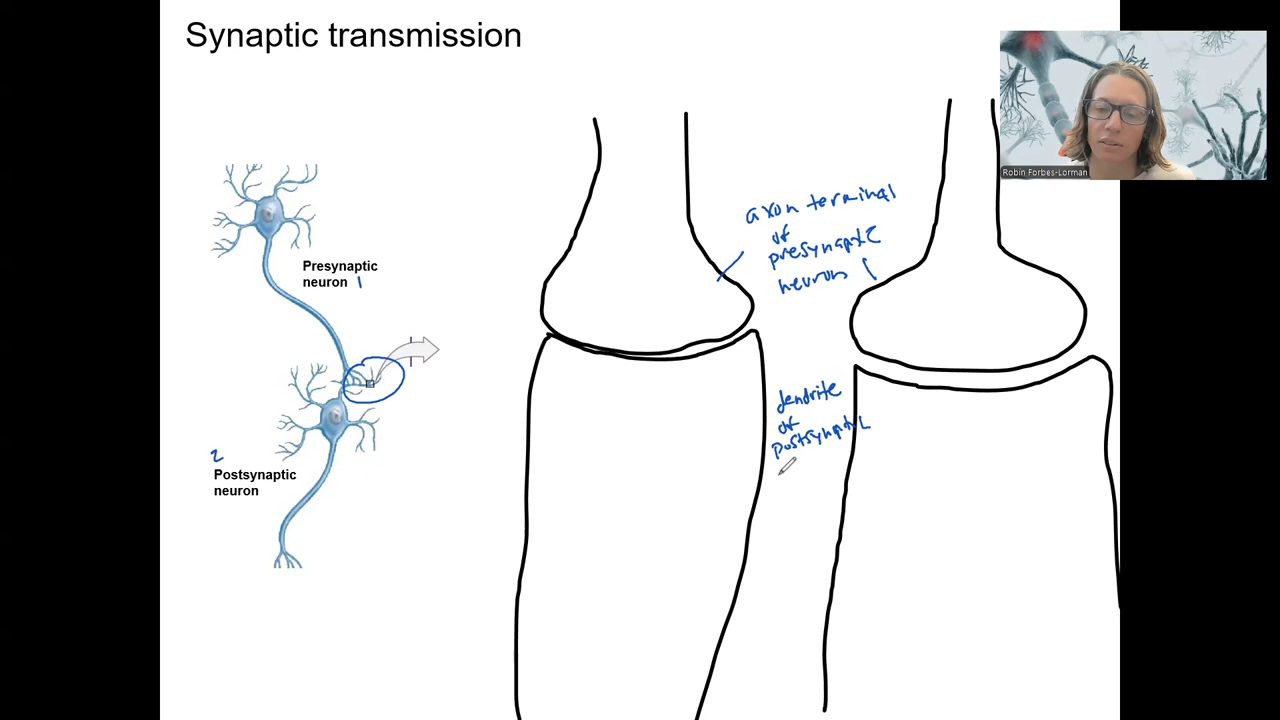 Synaptic transmission
Robin Forbes-Lorman
Presynaptic
neuron 1
2
Postsynaptic
neuron
axon terminal
of
presynaptic
neuron
dendrite
of
postsynaptic